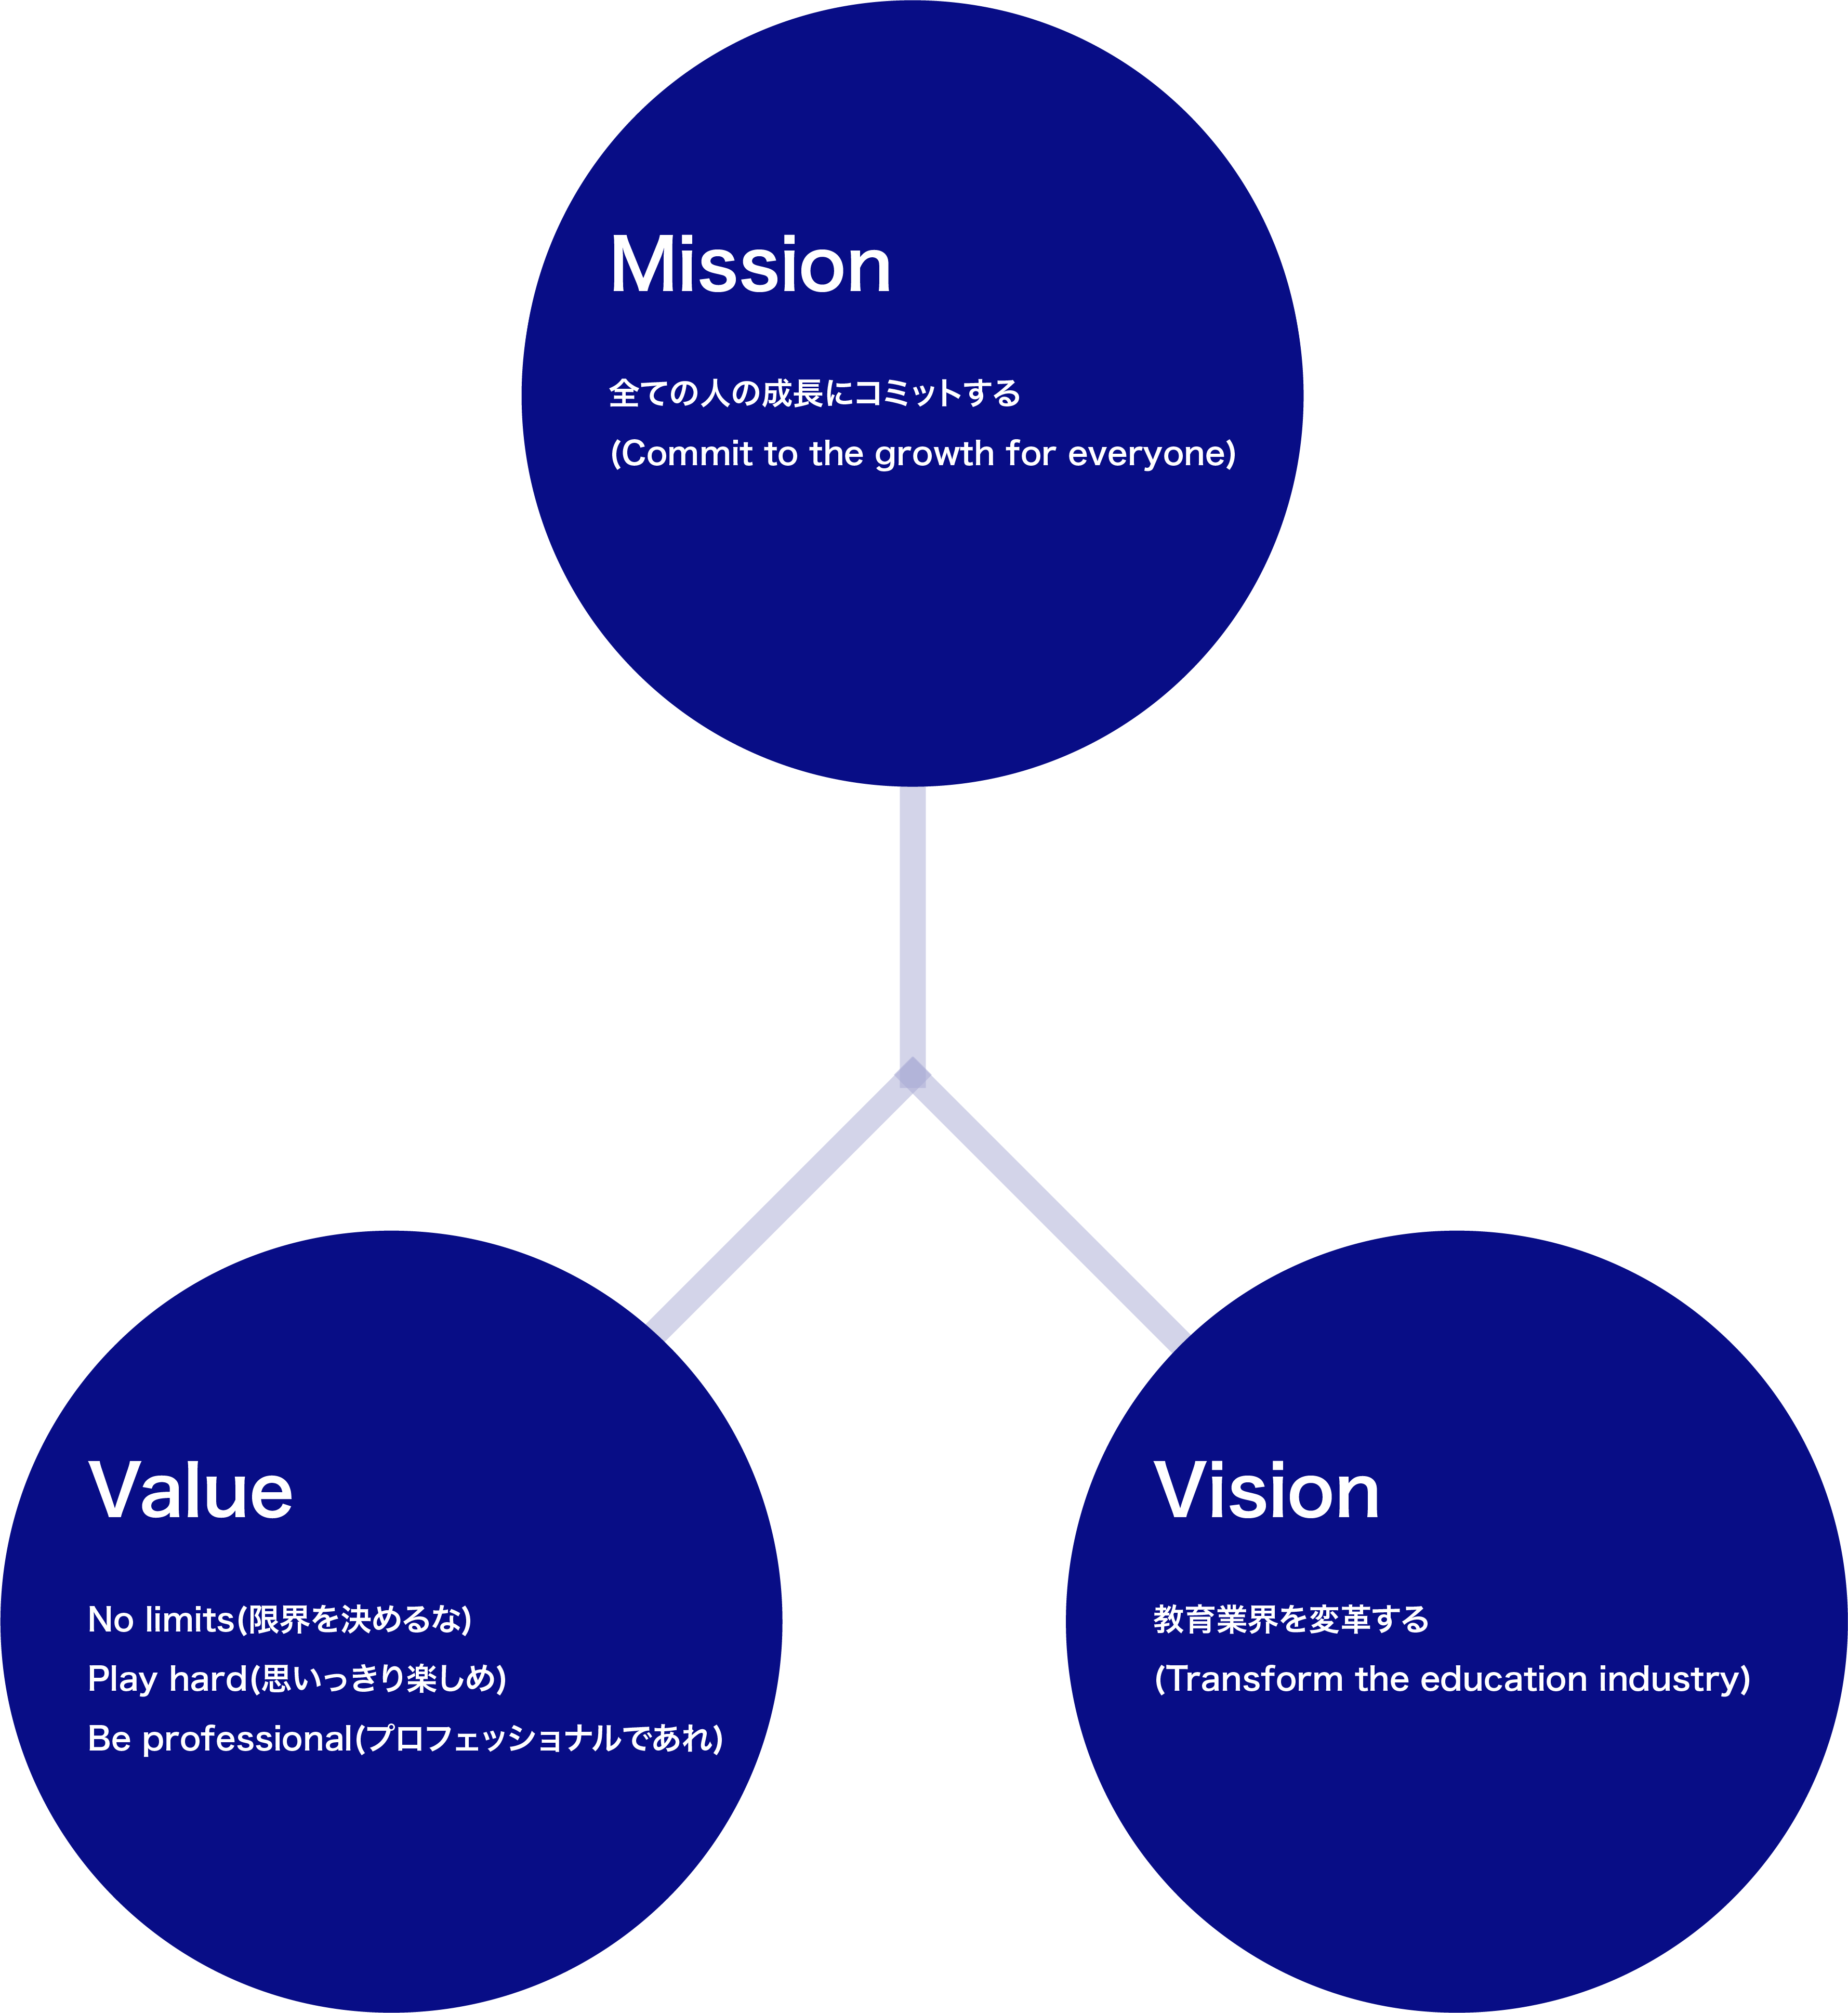 Mission
全ての人の成長にコミットする
(Commit to the growth for everyone)
Value
No limits(限界を決めるな)
Play hard(思いっきり楽しめ)
Be professional(プロフェッショナルであれ)
Vision
教育業界を変革する
(Transform the education industry)